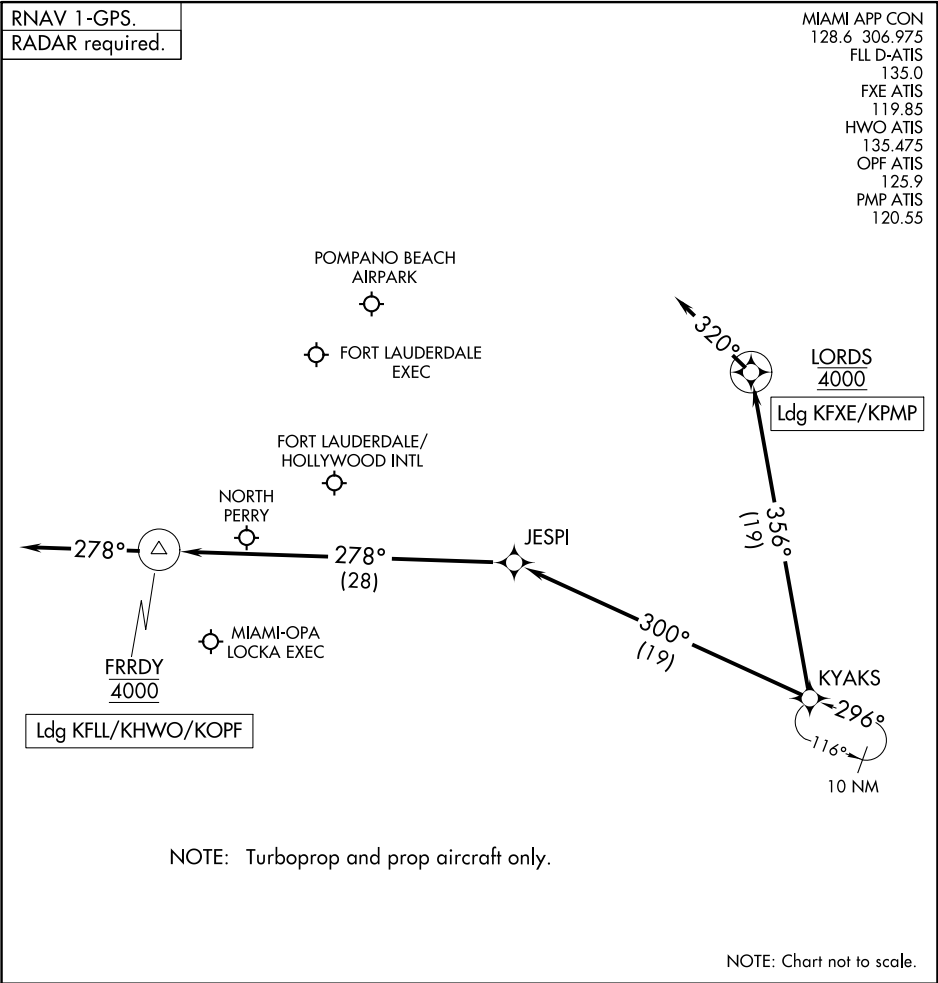 RNAV 1-GPS.
RADAR required.
MIAMI APP CON
128.6 306.975
FLL D-ATIS
135.0
FXE ATIS
119.85
HWO ATIS
135.475
OPF ATIS
125.9
PMP ATIS
120.55
POMPANO BEACH
AIRPARK
FORT LAUDERDALE
EXEC
320°
LORDS
4000
Ldg KFXE/KPMP
FORT LAUDERDALE/
HOLLYWOOD INTL
NORTH
PERRY
356°
(19)
JESPI
278°
278°
(28)
MIAMI-OPA
LOCKA EXEC
300°
(19)
FRRDY
4000
Ldg KFLL/KHWO/KOPF
KYAKS
296°
116°
10 NM
NOTE: Turboprop and prop aircraft only.
NOTE: Chart not to scale.